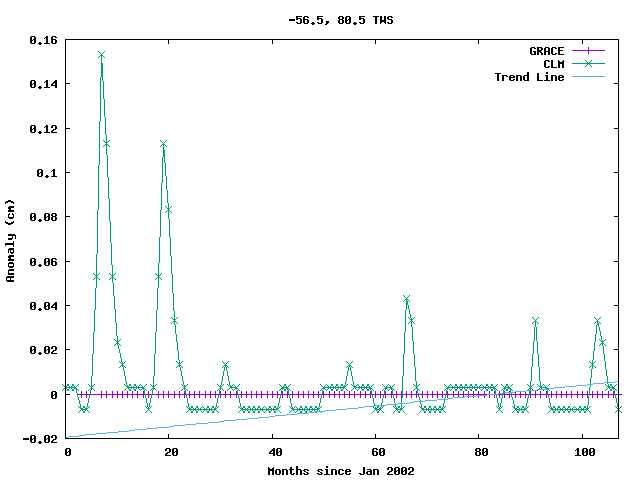 -56.5, 80.5 TWS
0.16
0.14
0.12
0.1
0.08
0.06
0.04
0.02
0
-0.02
Anomaly (cm)
GRACE
CLM
Trend Line
0 20 40 60 80 100
Months since Jan 2002